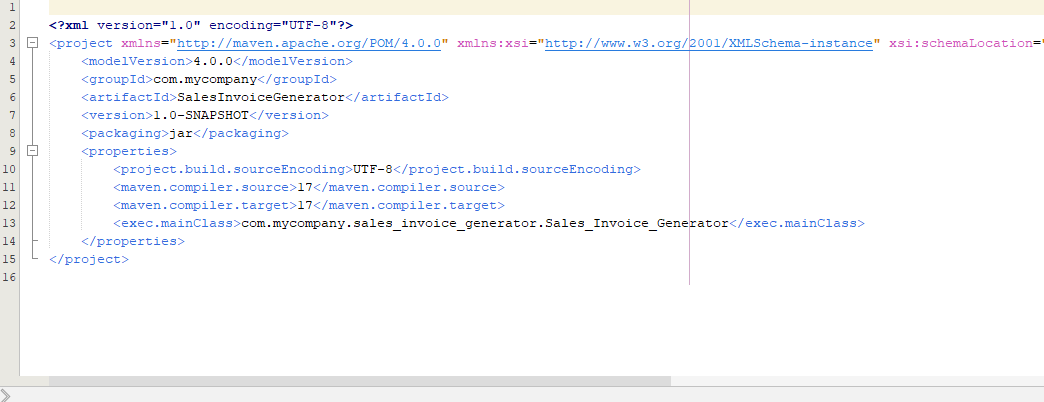 1
2 <?xml version="1.0" encoding="UTF-8"?>
3 <project xmlns="http://maven.apache.org/POM/4.0.0" xmlns:xsi="http://www.w3.org/2001/XMLSchema-instance" xsi:schemaLocation="
4 <modelVersion>4.0.0</modelVersion>
5 <groupId>com.mycompany</groupId>
6 <artifactId>SalesInvoiceGenerator</artifactId>
7 <version>1.0-SNAPSHOT</version>
8 <packaging>jar</packaging>
9 <properties>
10 <project.build.sourceEncoding>UTF-8</project.build.sourceEncoding>
11 <maven.compiler.source>17</maven.compiler.source>
12 <maven.compiler.target>17</maven.compiler.target>
13 <exec.mainClass>com.mycompany.sales_invoice_generator.Sales_Invoice_Generator</exec.mainClass>
14 </properties>
15 </project>
16